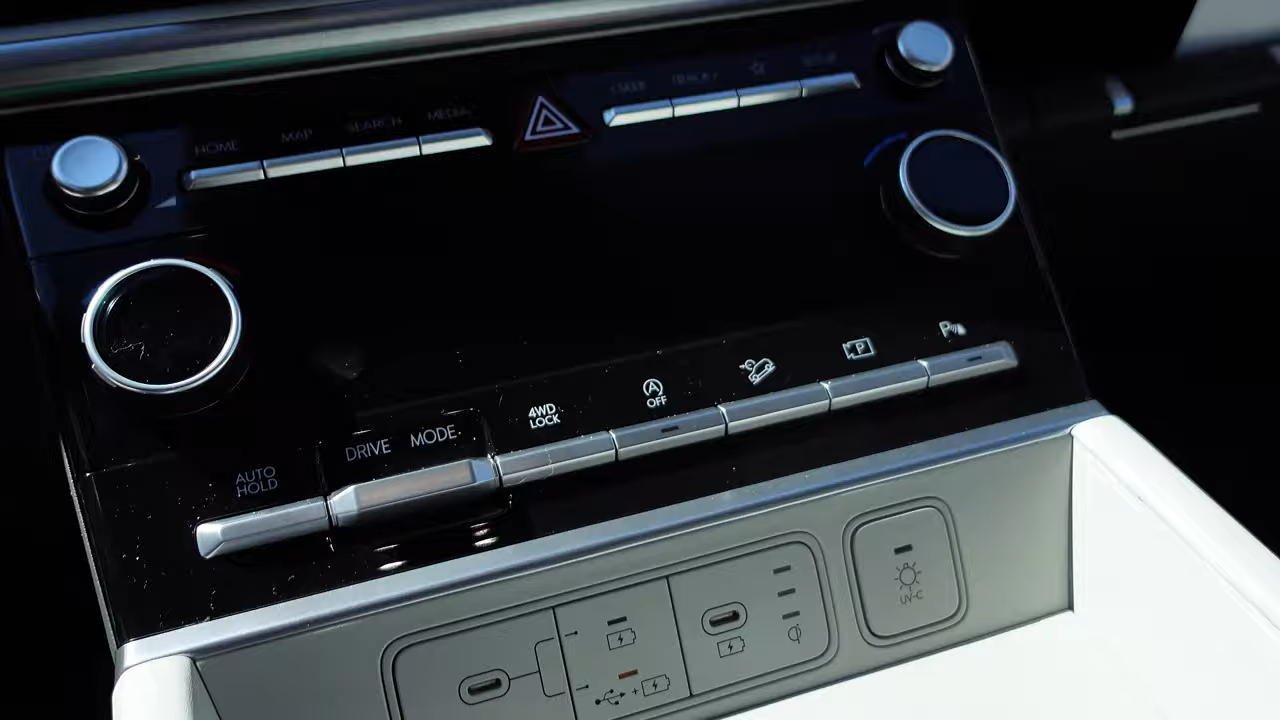 HOME
MAP
SEARCH
MEDIA
AUTO
HOLD
DRIVE MODE
4WD
LOCK
A
OFF
P
P
UV-C